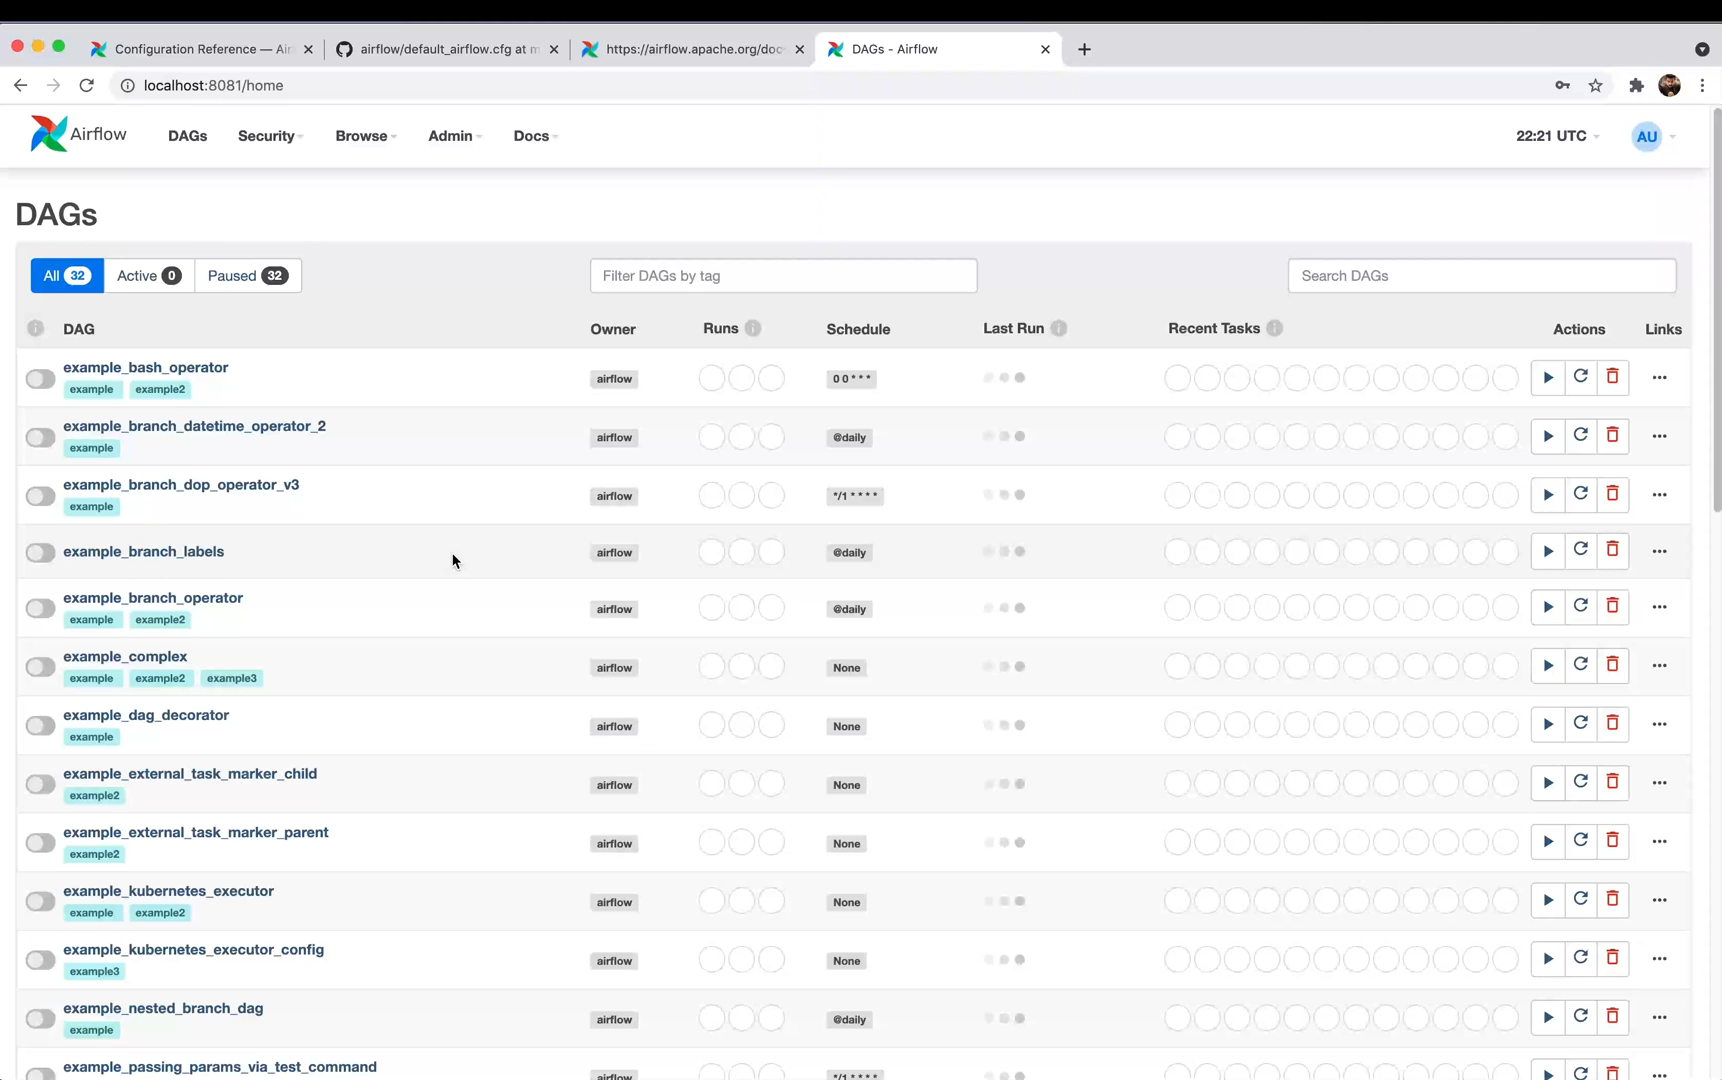 Configuration Reference — Air
airflow/default_airflow.cfg at m
https://airflow.apache.org/doc
DAGs - Airflow
localhost:8081/home
Airflow
DAGs
Security
Browse
Admin
Docs
22:21 UTC
AU
DAGs
All 32
Active 0
Paused 32
Filter DAGs by tag
Search DAGs
DAG
Owner
Runs
Schedule
Last Run
Recent Tasks
Actions
Links
example_bash_operator
example example2
airflow
0 0 * * *
example_branch_datetime_operator_2
example
airflow
@daily
example_branch_dop_operator_v3
example
airflow
*/1 * * * *
example_branch_labels
airflow
@daily
example_branch_operator
example example2
airflow
@daily
example_complex
example example2 example3
airflow
None
example_dag_decorator
example
airflow
None
example_external_task_marker_child
example2
airflow
None
example_external_task_marker_parent
example2
airflow
None
example_kubernetes_executor
example example2
airflow
None
example_kubernetes_executor_config
example3
airflow
None
example_nested_branch_dag
example
airflow
@daily
example_passing_params_via_test_command
airflow
*/1 * * * *